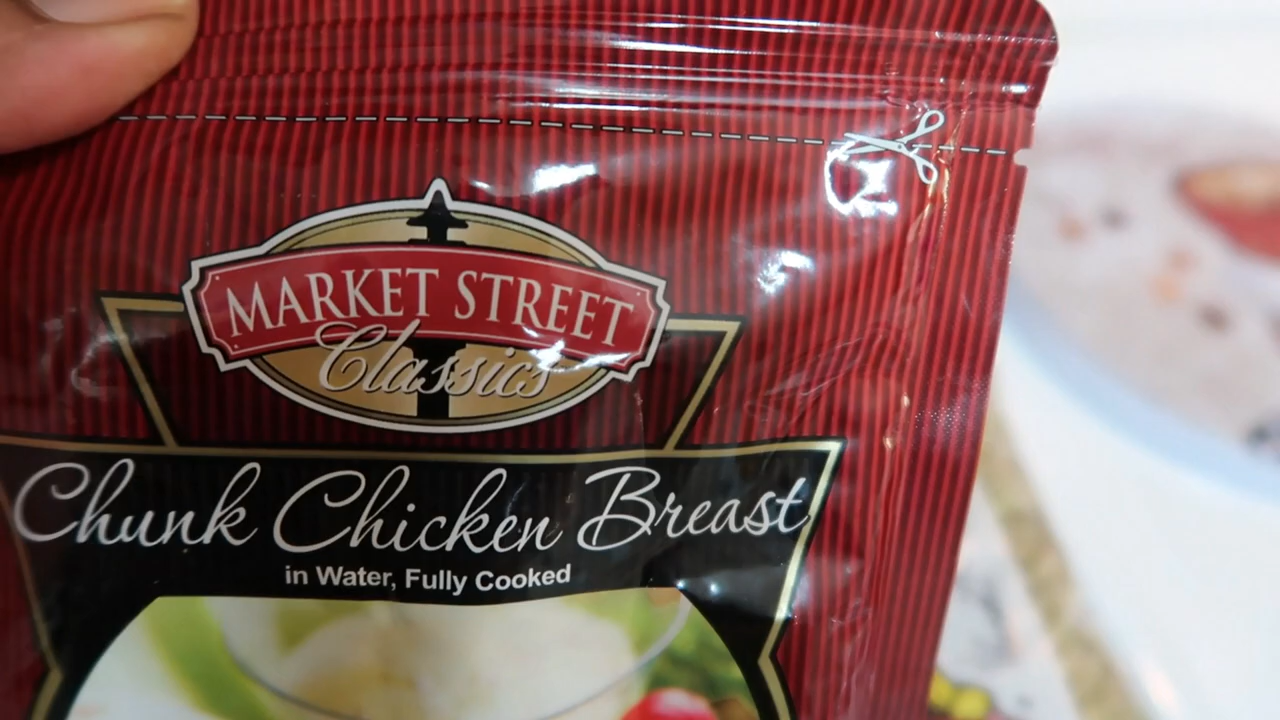 MARKET STREET
Classics
Chunk Chicken Breast
in Water, Fully Cooked